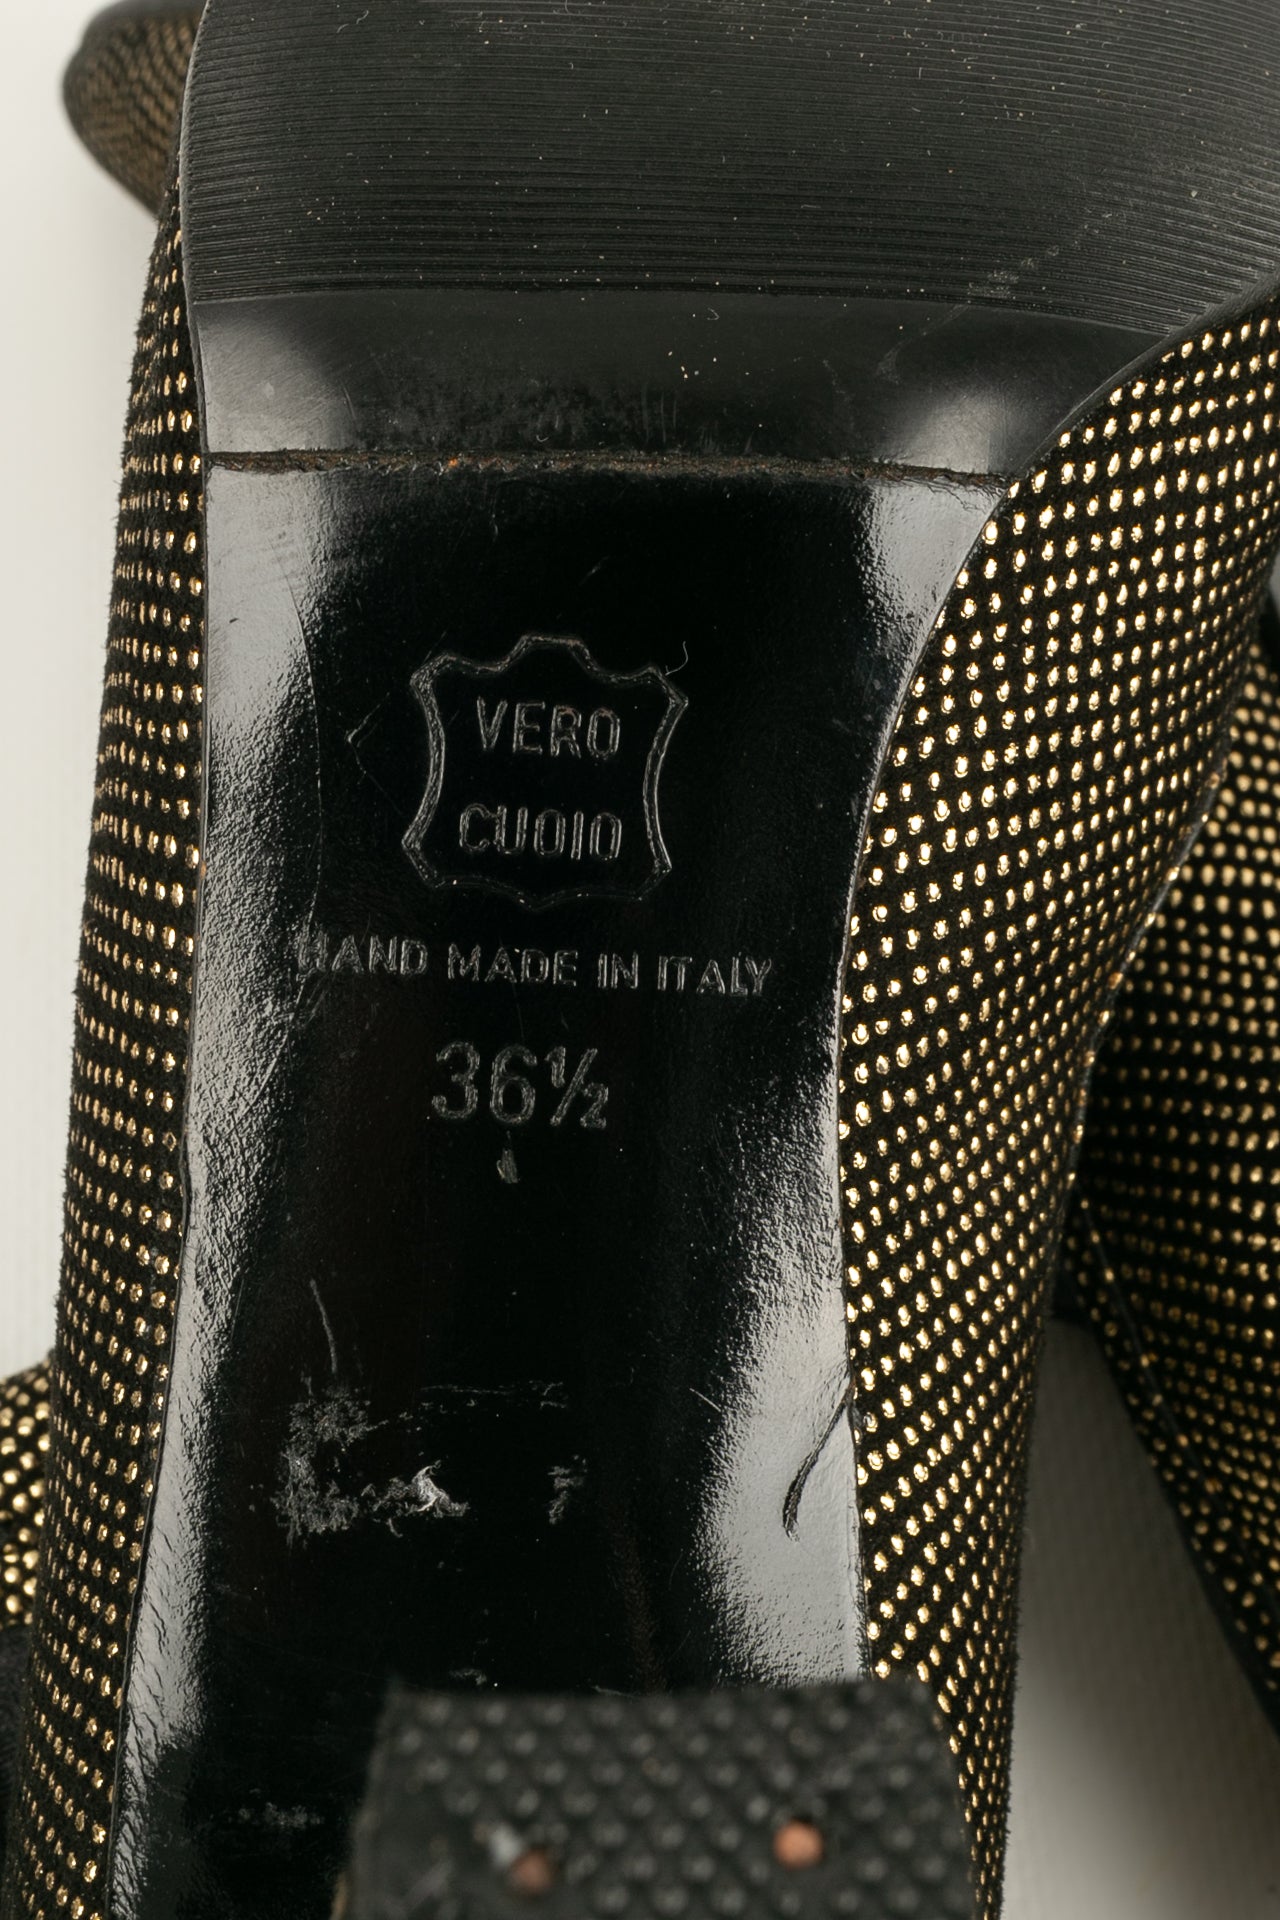 VERO
CUOIO
HAND MADE IN ITALY
36½